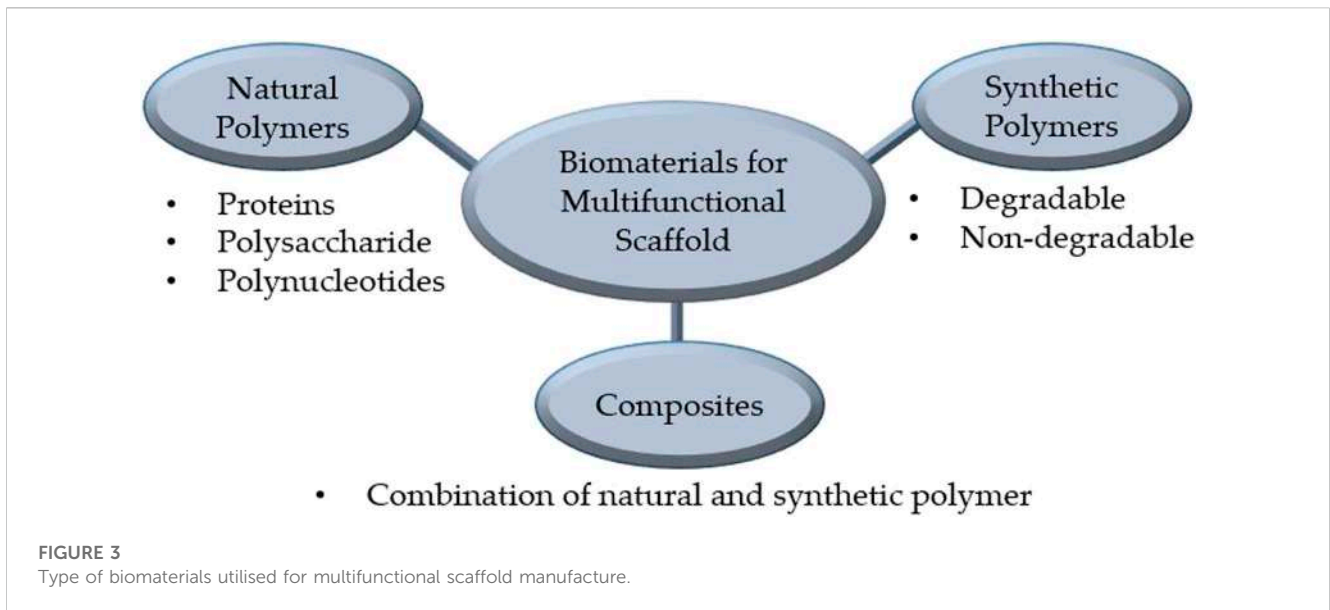 Natural
Polymers
• Proteins
• Polysaccharide
• Polynucleotides
Biomaterials for
Multifunctional
Scaffold
Synthetic
Polymers
• Degradable
• Non-degradable
Composites
• Combination of natural and synthetic polymer
FIGURE 3
Type of biomaterials utilised for multifunctional scaffold manufacture.